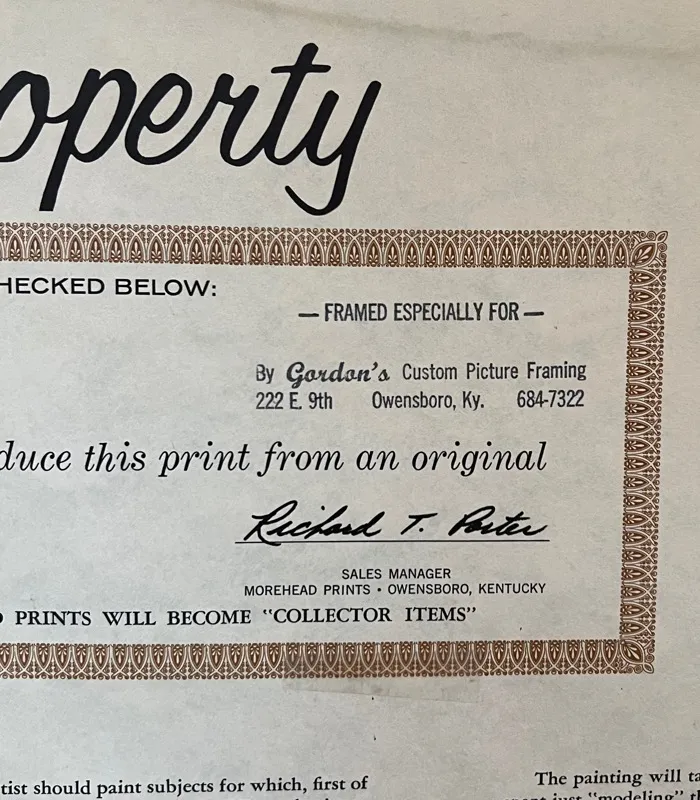 operty
HECKED BELOW:
— FRAMED ESPECIALLY FOR —
By Gordon's Custom Picture Framing
222 E. 9th Owensboro, Ky. 684-7322
duce this print from an original
Richard T. Porter
SALES MANAGER
MOREHEAD PRINTS • OWENSBORO, KENTUCKY
PRINTS WILL BECOME "COLLECTOR ITEMS"
tist should paint subjects for which, first of
The painting will ta
just "modeling"